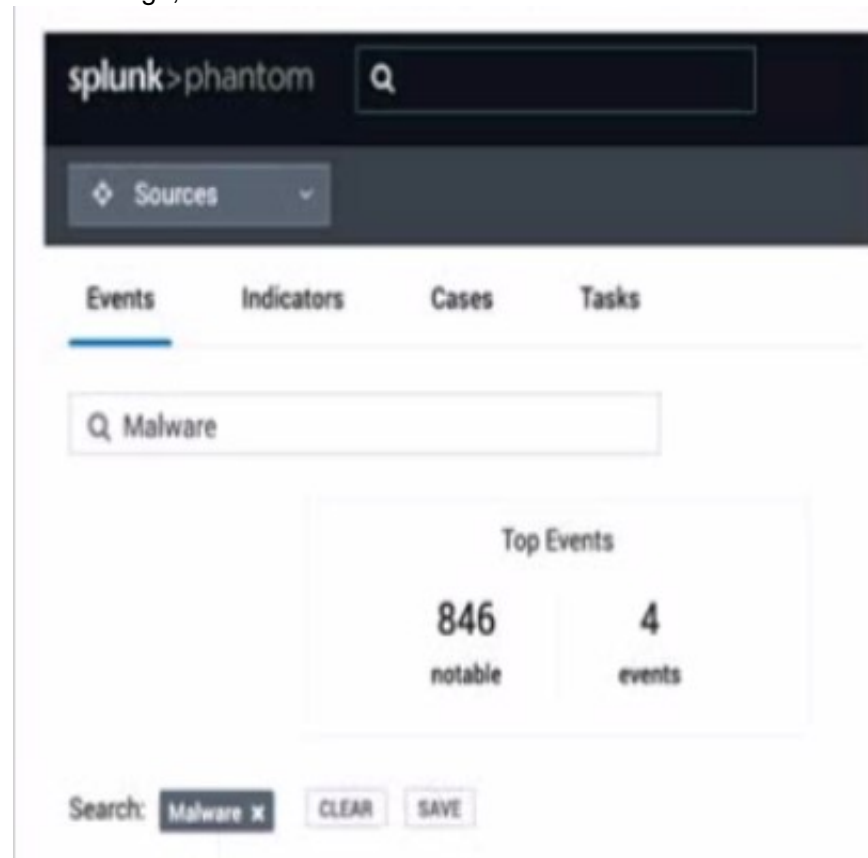 splunk>phantom
Sources
Events Indicators Cases Tasks
Malware
Top Events
846 4
notable events
Search: Malware x CLEAR SAVE